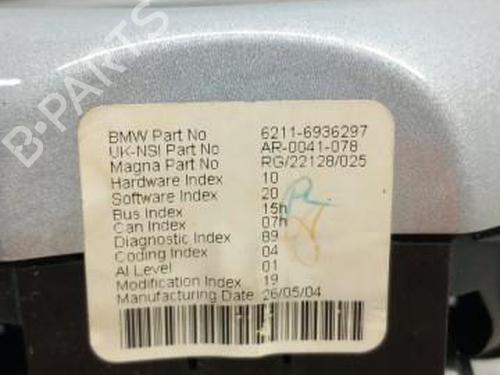 B-PARTS
BMW Part No 6211-6936297
UK-NSI Part No AR-0041-078
Magna Part No RG/22128/025
Hardware Index 10
Software Index 20
Bus Index 15h
Can Index 07h
Diagnostic Index 89
Coding Index 04
AI Level 01
Modification Index 19
Manufacturing Date 26/05/04